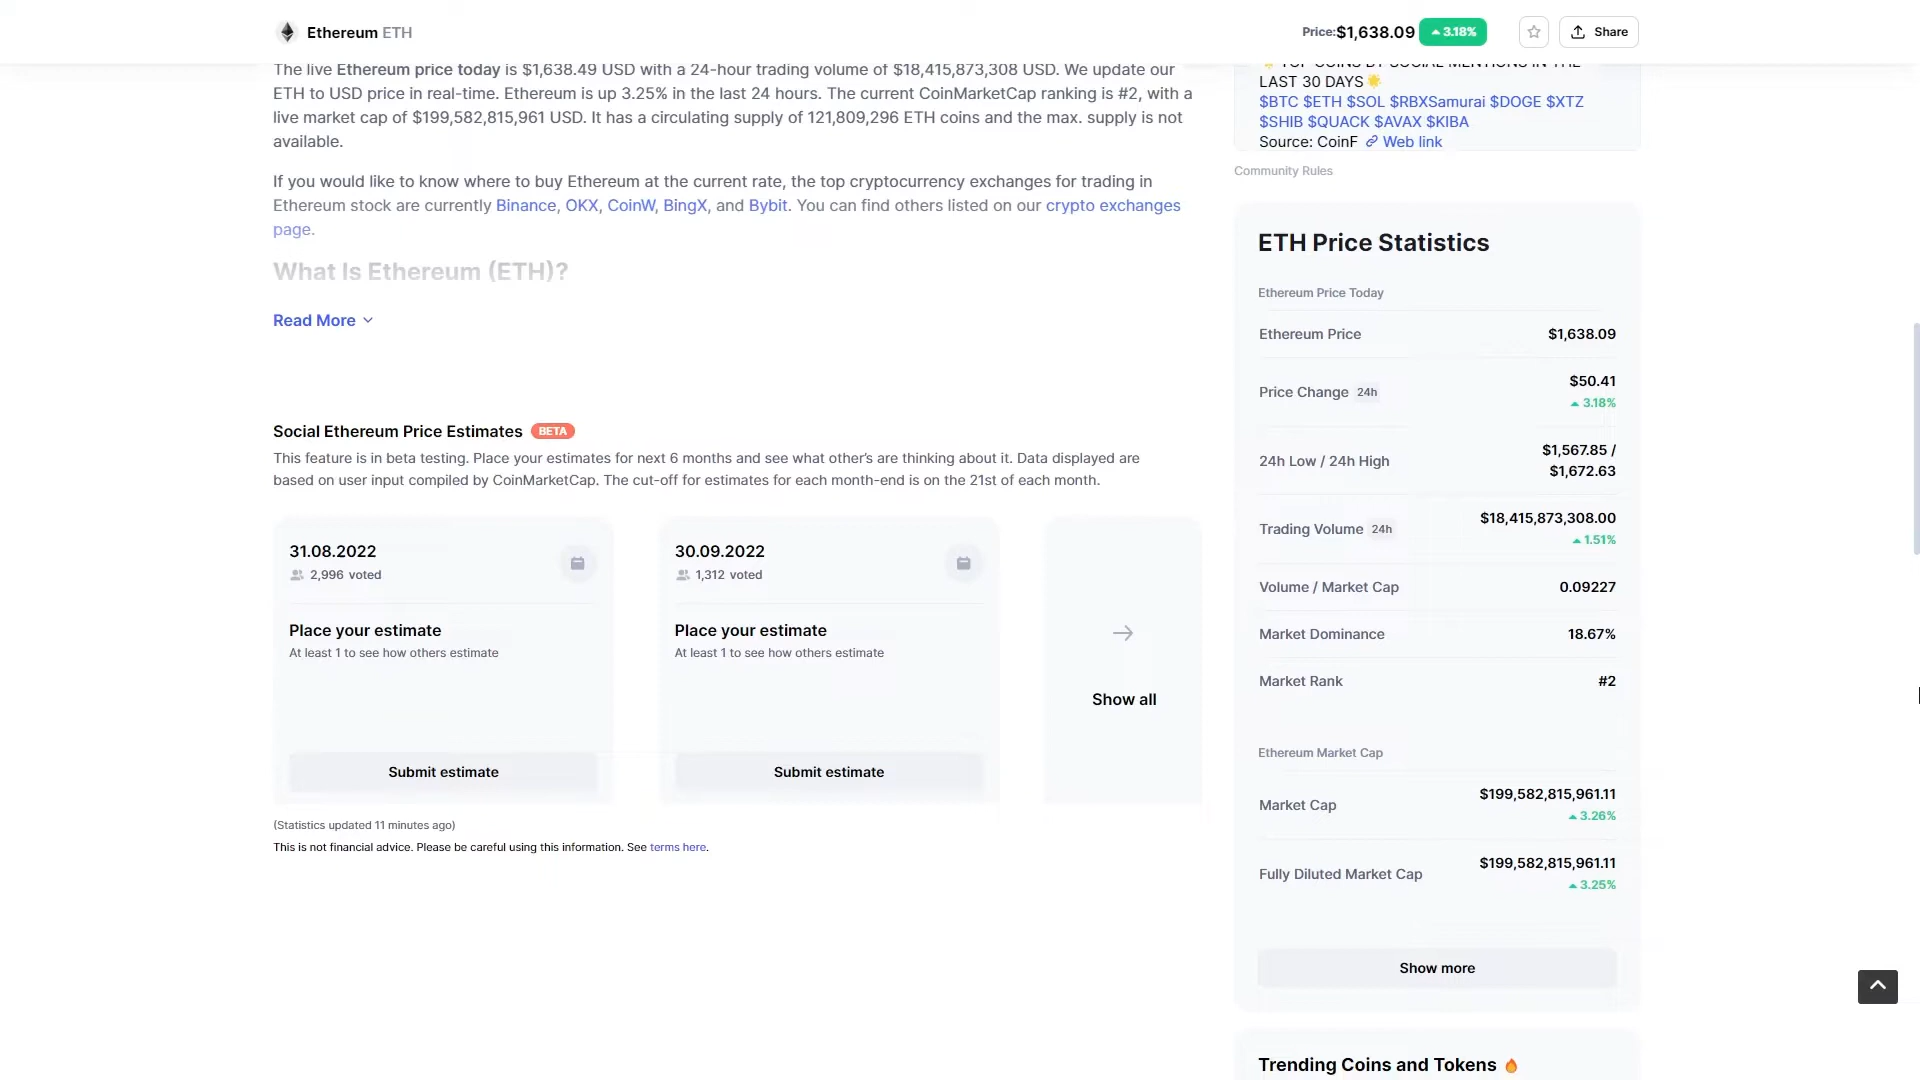 Ethereum ETH
Price:$1,638.09 3.18%
Share
The live Ethereum price today is $1,638.49 USD with a 24-hour trading volume of $18,415,873,308 USD. We update our
ETH to USD price in real-time. Ethereum is up 3.25% in the last 24 hours. The current CoinMarketCap ranking is #2, with a
live market cap of $199,582,815,961 USD. It has a circulating supply of 121,809,296 ETH coins and the max. supply is not
available.
If you would like to know where to buy Ethereum at the current rate, the top cryptocurrency exchanges for trading in
Ethereum stock are currently Binance, OKX, CoinW, BingX, and Bybit. You can find others listed on our crypto exchanges
page.
What Is Ethereum (ETH)?
Read More
Social Ethereum Price Estimates BETA
This feature is in beta testing. Place your estimates for next 6 months and see what other's are thinking about it. Data displayed are
based on user input compiled by CoinMarketCap. The cut-off for estimates for each month-end is on the 21st of each month.
31.08.2022
2,996 voted
Place your estimate
At least 1 to see how others estimate
Submit estimate
30.09.2022
1,312 voted
Place your estimate
At least 1 to see how others estimate
Submit estimate
Show all
(Statistics updated 11 minutes ago)
This is not financial advice. Please be careful using this information. See terms here.
TOP COINS BY SOCIAL MENTIONS IN THE
LAST 30 DAYS🌟
$BTC $ETH $SOL $RBXSamurai $DOGE $XTZ
$SHIB $QUACK $AVAX $KIBA
Source: CoinF Web link
Community Rules
ETH Price Statistics
Ethereum Price Today
Ethereum Price $1,638.09
Price Change 24h $50.41
3.18%
24h Low / 24h High $1,567.85 /
$1,672.63
Trading Volume 24h $18,415,873,308.00
1.51%
Volume / Market Cap 0.09227
Market Dominance 18.67%
Market Rank #2
Ethereum Market Cap
Market Cap $199,582,815,961.11
3.26%
Fully Diluted Market Cap $199,582,815,961.11
3.25%
Show more
Trending Coins and Tokens 🔥